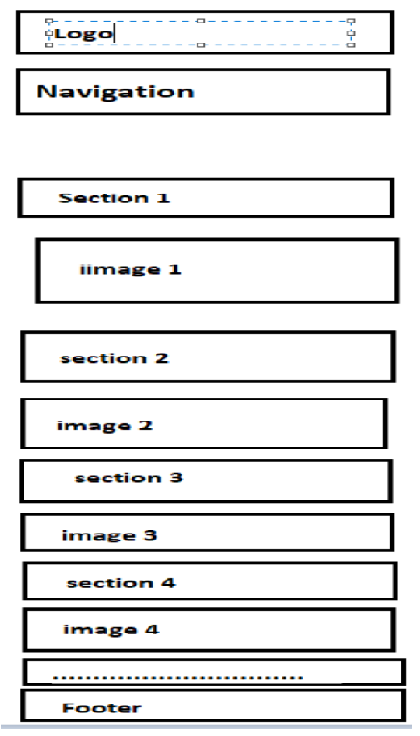 Logo
Navigation
Section 1
iimage 1
section 2
image 2
section 3
image 3
section 4
image 4
..............................
Footer